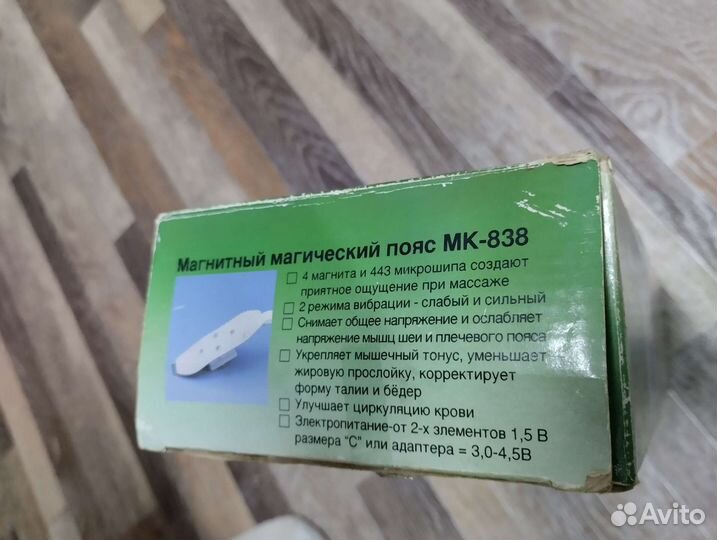 Магнитный магический пояс МК-838
□ 4 магнита и 443 микрошипа создают
приятное ощущение при массаже
□ 2 режима вибрации - слабый и сильный
□ Снимает общее напряжение и ослабляет
напряжение мышц шеи и плечевого пояса
□ Укрепляет мышечный тонус, уменьшает
жировую прослойку, корректирует
форму талии и бёдер
□ Улучшает циркуляцию крови
□ Электропитание-от 2-х элементов 1,5 В
размера "С" или адаптера = 3,0-4,5В
Avito